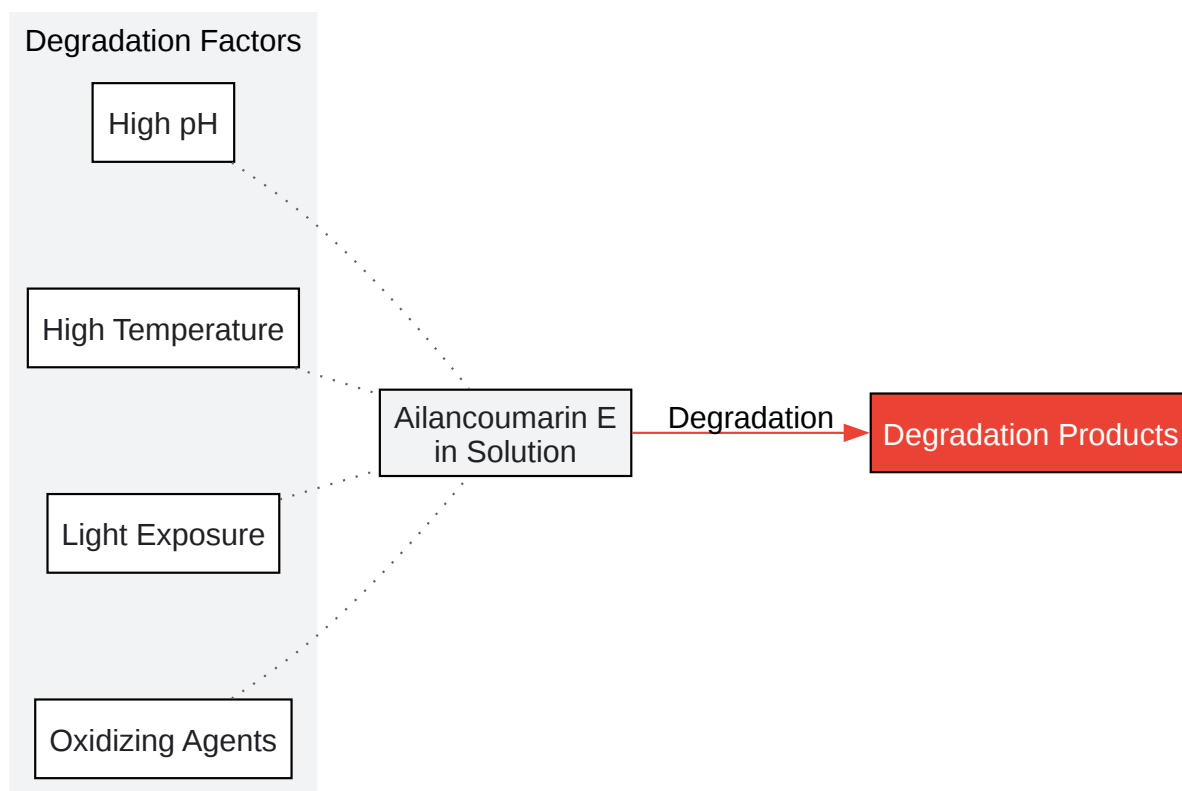 Degradation Factors
High pH
High Temperature
Light Exposure
Oxidizing Agents
Ailancoumarin E
in Solution
Degradation
Degradation Products